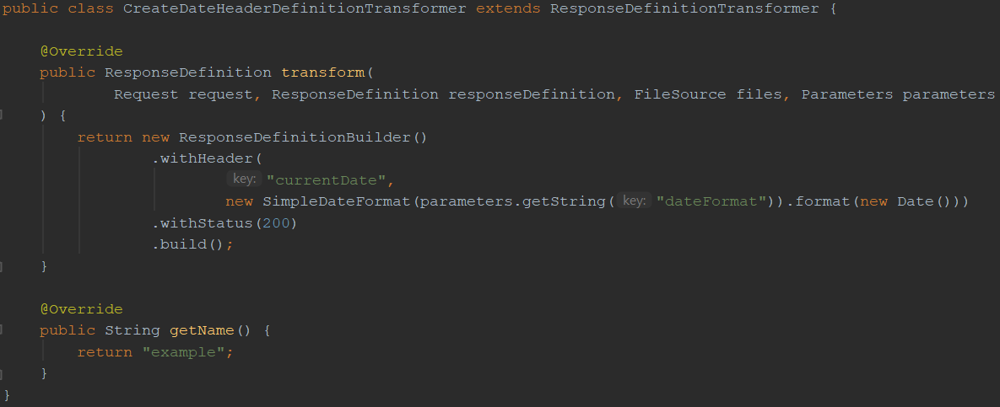 public class CreateDateHeaderDefinitionTransformer extends ResponseDefinitionTransformer {
@Override
public ResponseDefinition transform(
Request request, ResponseDefinition responseDefinition, FileSource files, Parameters parameters
) {
return new ResponseDefinitionBuilder()
.withHeader(
key: "currentDate",
new SimpleDateFormat(parameters.getString( key: "dateFormat")).format(new Date()))
.withStatus(200)
.build();
}
@Override
public String getName() {
return "example";
}
}